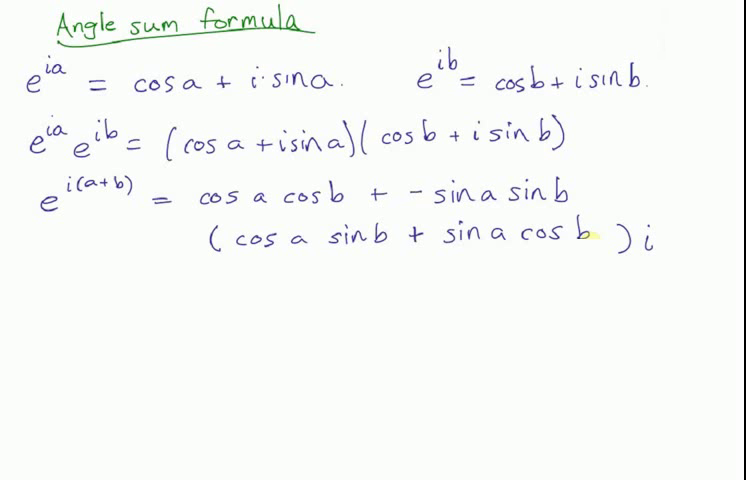 Angle sum formula
e^{ia} = cos a + i·sin a. e^{ib} = cos b + i sin b.
e^{ia} e^{ib} = (cos a + i sin a)(cos b + i sin b)
e^{i(a+b)} = cos a cos b + - sin a sin b
(cos a sin b + sin a cos b ) i